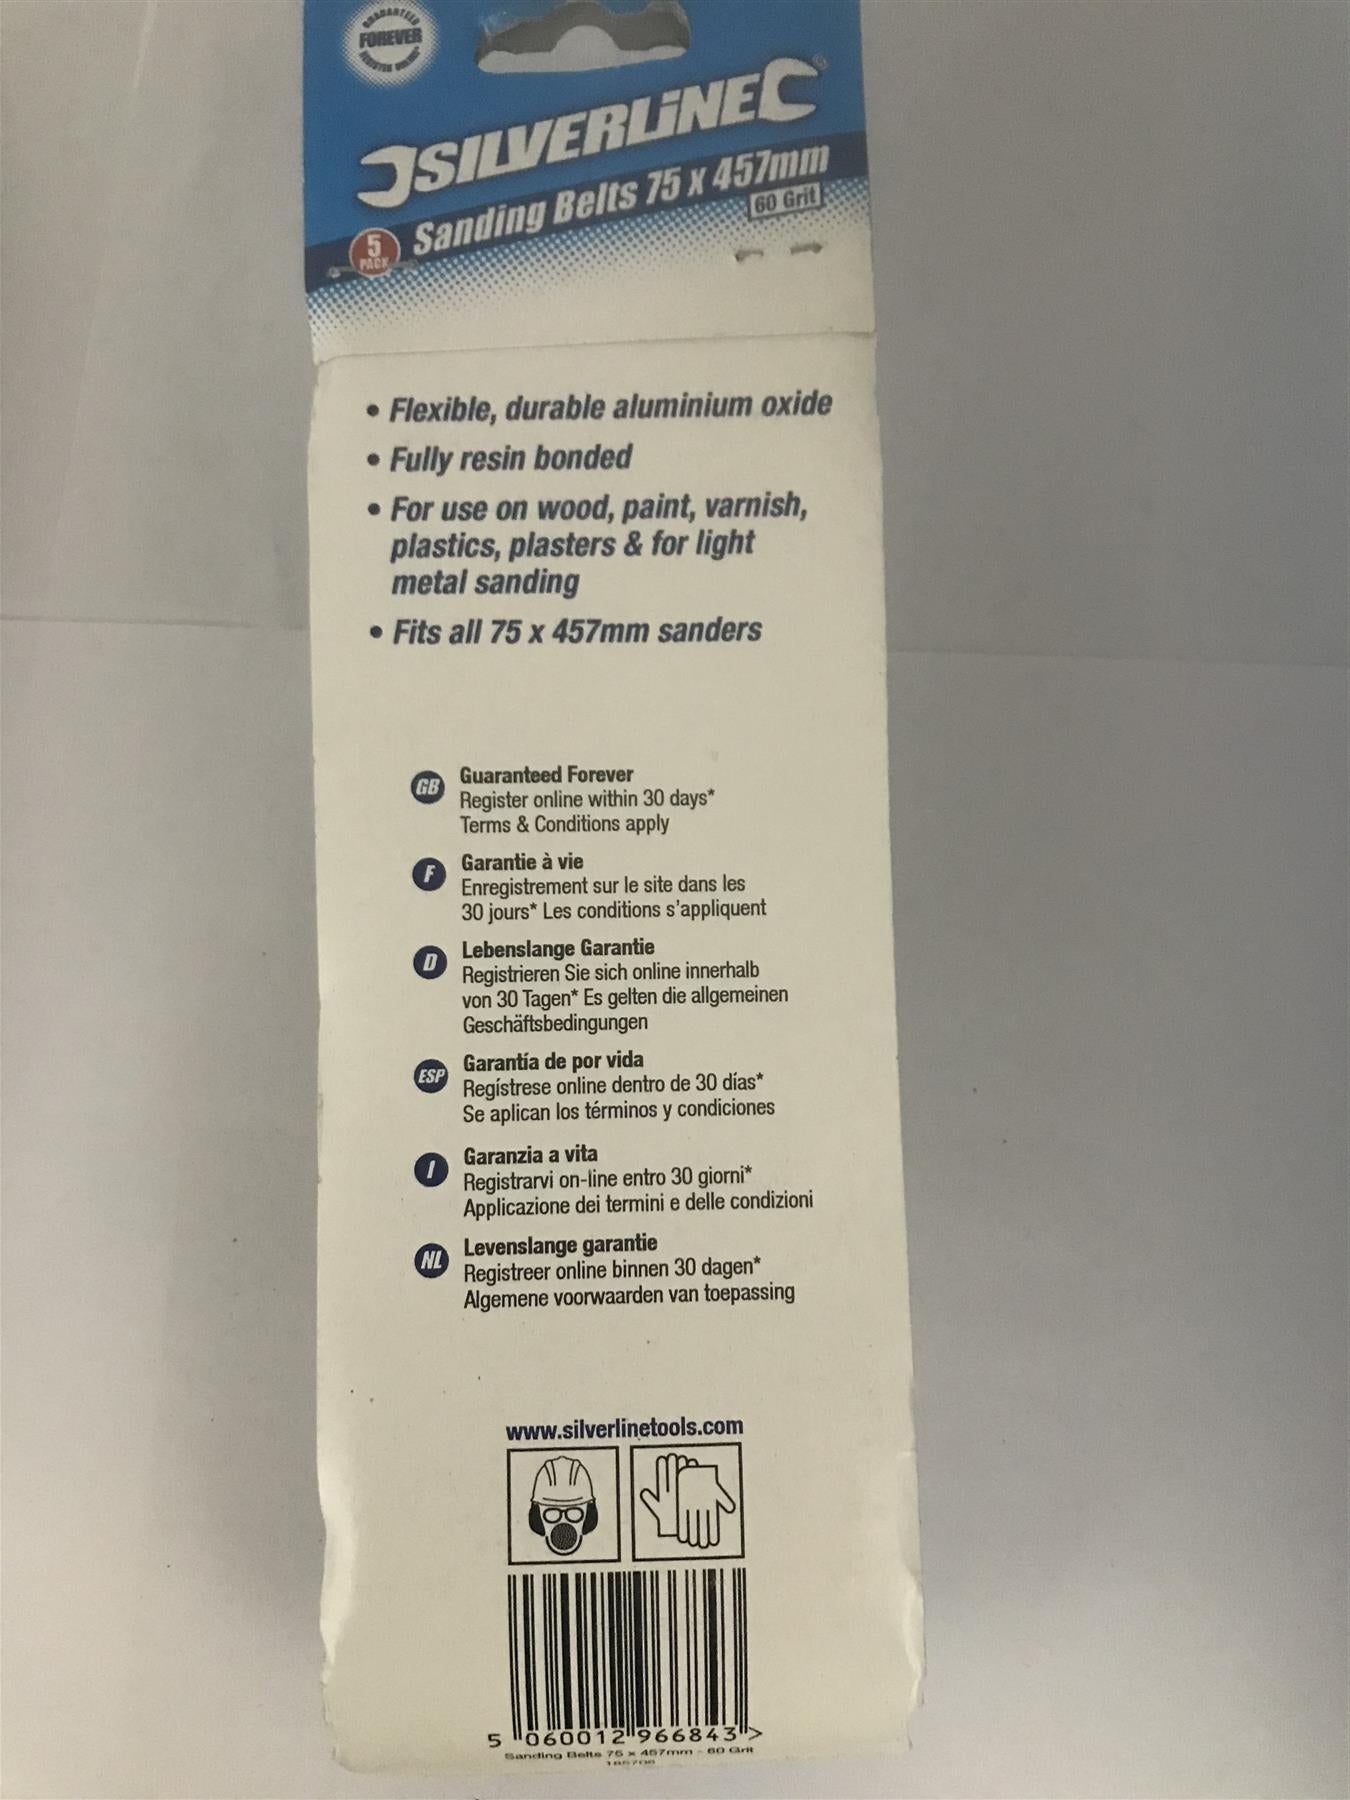 GUARANTEED
FOREVER
REGISTER ONLINE*
SILVERLINE®
Sanding Belts 75 x 457mm
60 Grit
5
PACK
• Flexible, durable aluminium oxide
• Fully resin bonded
• For use on wood, paint, varnish,
plastics, plasters & for light
metal sanding
• Fits all 75 x 457mm sanders
GB Guaranteed Forever
Register online within 30 days*
Terms & Conditions apply
F Garantie à vie
Enregistrement sur le site dans les
30 jours* Les conditions s'appliquent
D Lebenslange Garantie
Registrieren Sie sich online innerhalb
von 30 Tagen* Es gelten die allgemeinen
Geschäftsbedingungen
ESP Garantía de por vida
Regístrese online dentro de 30 días*
Se aplican los términos y condiciones
I Garanzia a vita
Registrarvi on-line entro 30 giorni*
Applicazione dei termini e delle condizioni
NL Levenslange garantie
Registreer online binnen 30 dagen*
Algemene voorwaarden van toepassing
www.silverlinetools.com
5 060012 966843 >
Sanding Belts 75 x 457mm - 60 Grit